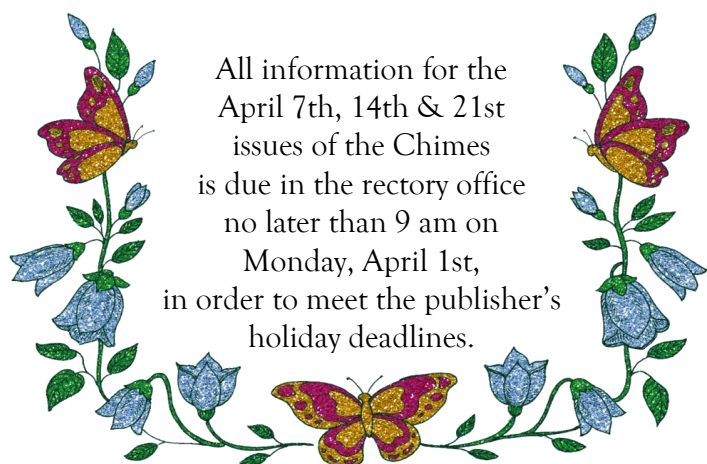 All information for the
April 7th, 14th & 21st
issues of the Chimes
is due in the rectory office
no later than 9 am on
Monday, April 1st,
in order to meet the publisher’s
holiday deadlines.